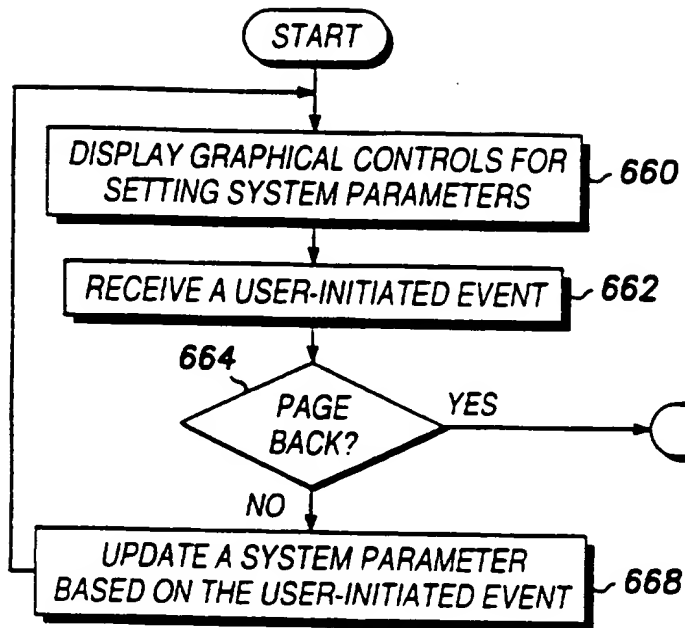 START
DISPLAY GRAPHICAL CONTROLS FOR
SETTING SYSTEM PARAMETERS
660
RECEIVE A USER-INITIATED EVENT
662
664
PAGE
BACK?
YES
NO
UPDATE A SYSTEM PARAMETER
BASED ON THE USER-INITIATED EVENT
668